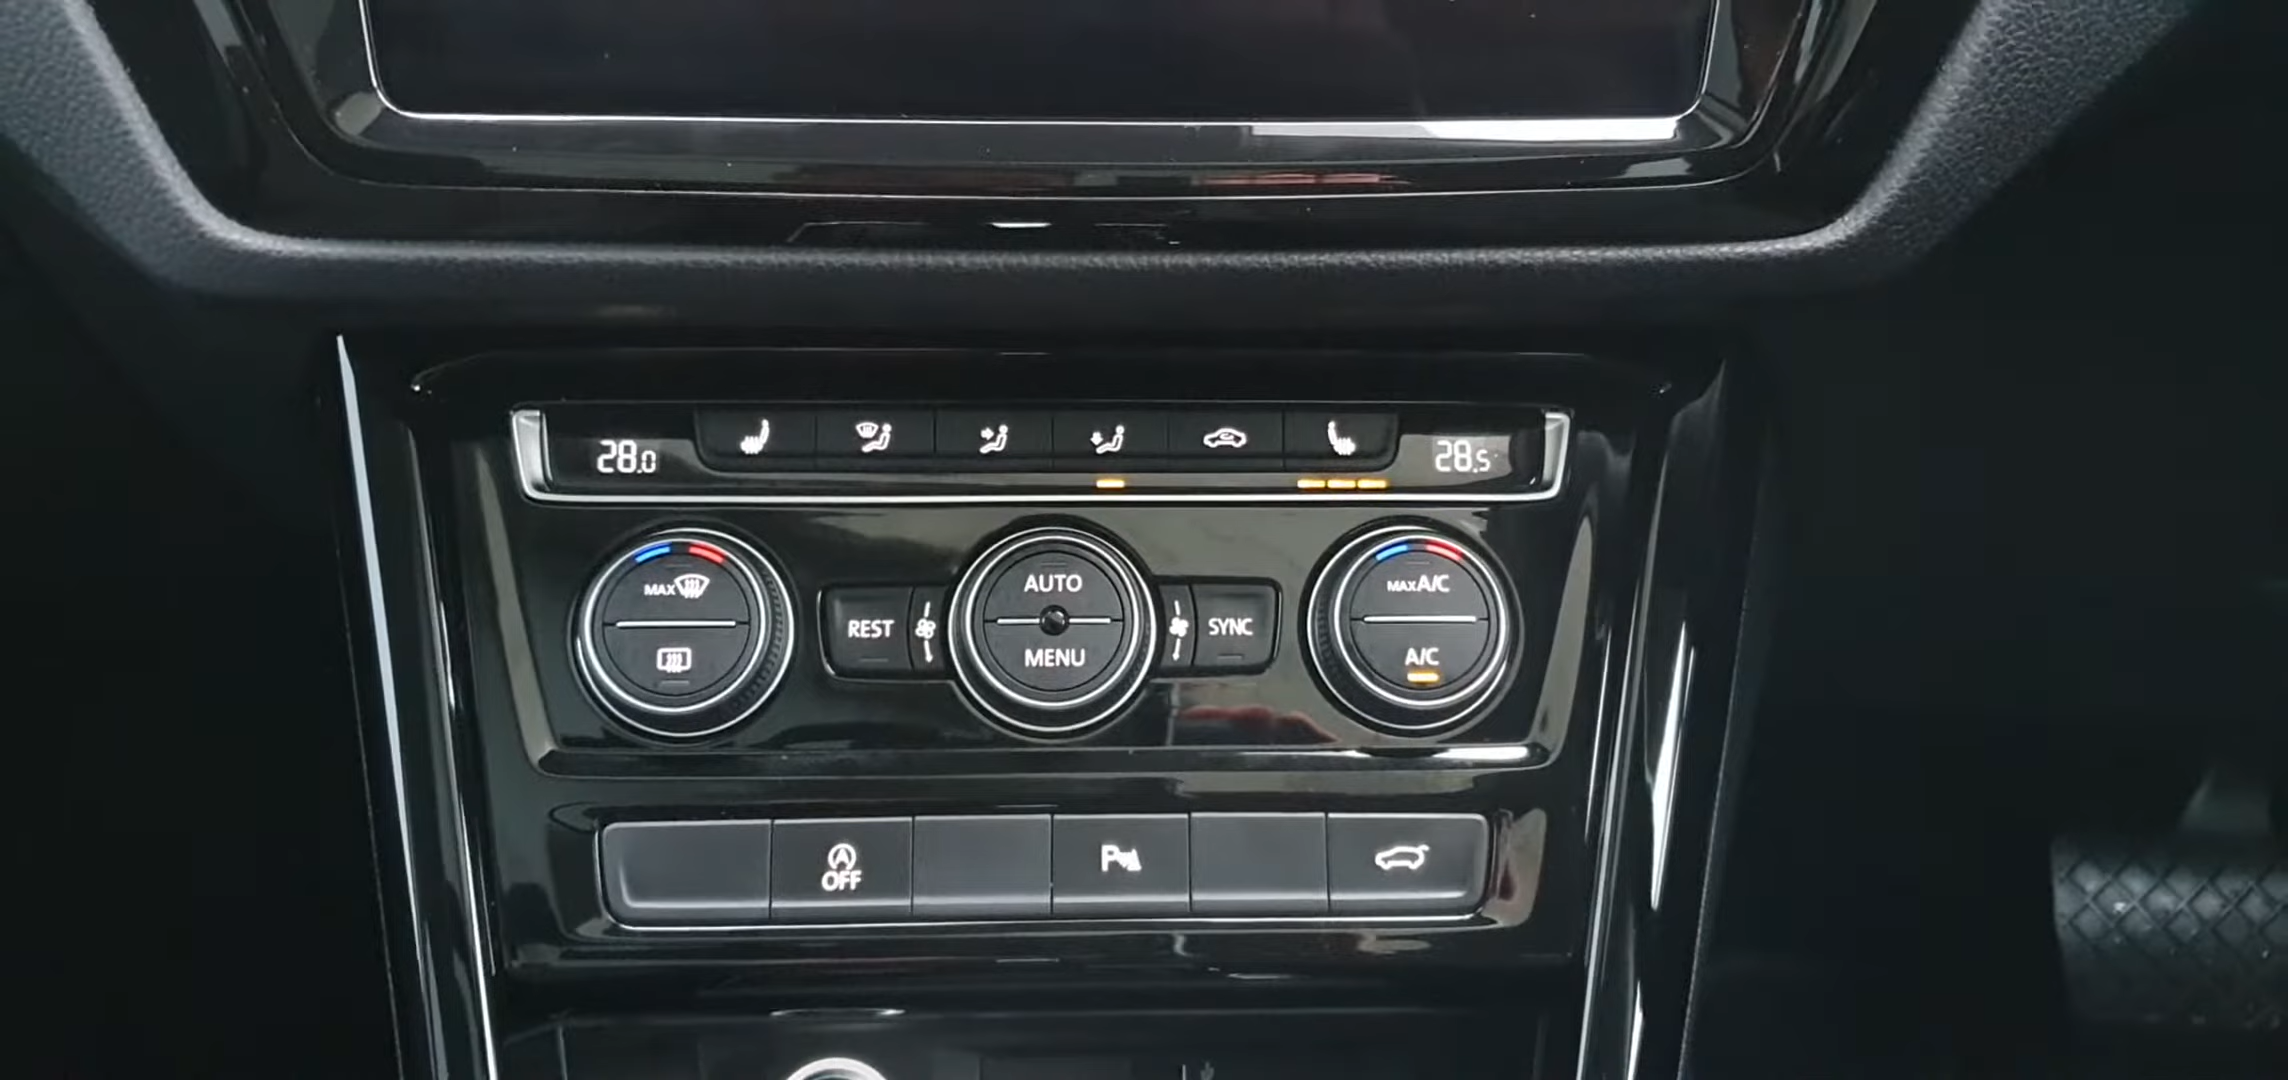 28.0
28.5
MAX
AUTO
MAX A/C
REST
SYNC
MENU
A/C
OFF
P